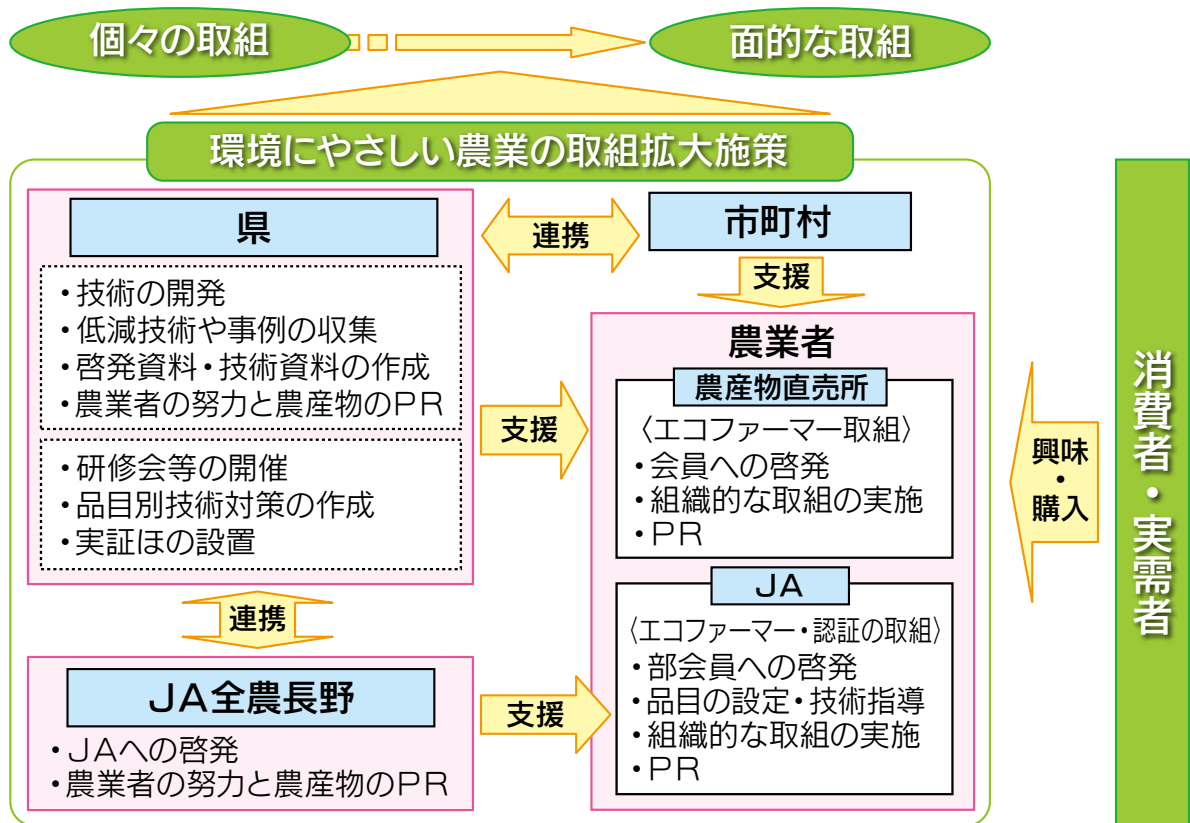 個々の取組
面的な取組
環境にやさしい農業の取組拡大施策
県
・技術の開発
・低減技術や事例の収集
・啓発資料・技術資料の作成
・農業者の努力と農産物のPR
・研修会等の開催
・品目別技術対策の作成
・実証ほの設置
連携
市町村
支援
支援
農業者
農産物直売所
〈エコファーマー取組〉
・会員への啓発
・組織的な取組の実施
・PR
JA
〈エコファーマー・認証の取組〉
・部会員への啓発
・品目の設定・技術指導
・組織的な取組の実施
・PR
連携
JA全農長野
・JAへの啓発
・農業者の努力と農産物のPR
支援
興味
・
購入
消費者・実需者